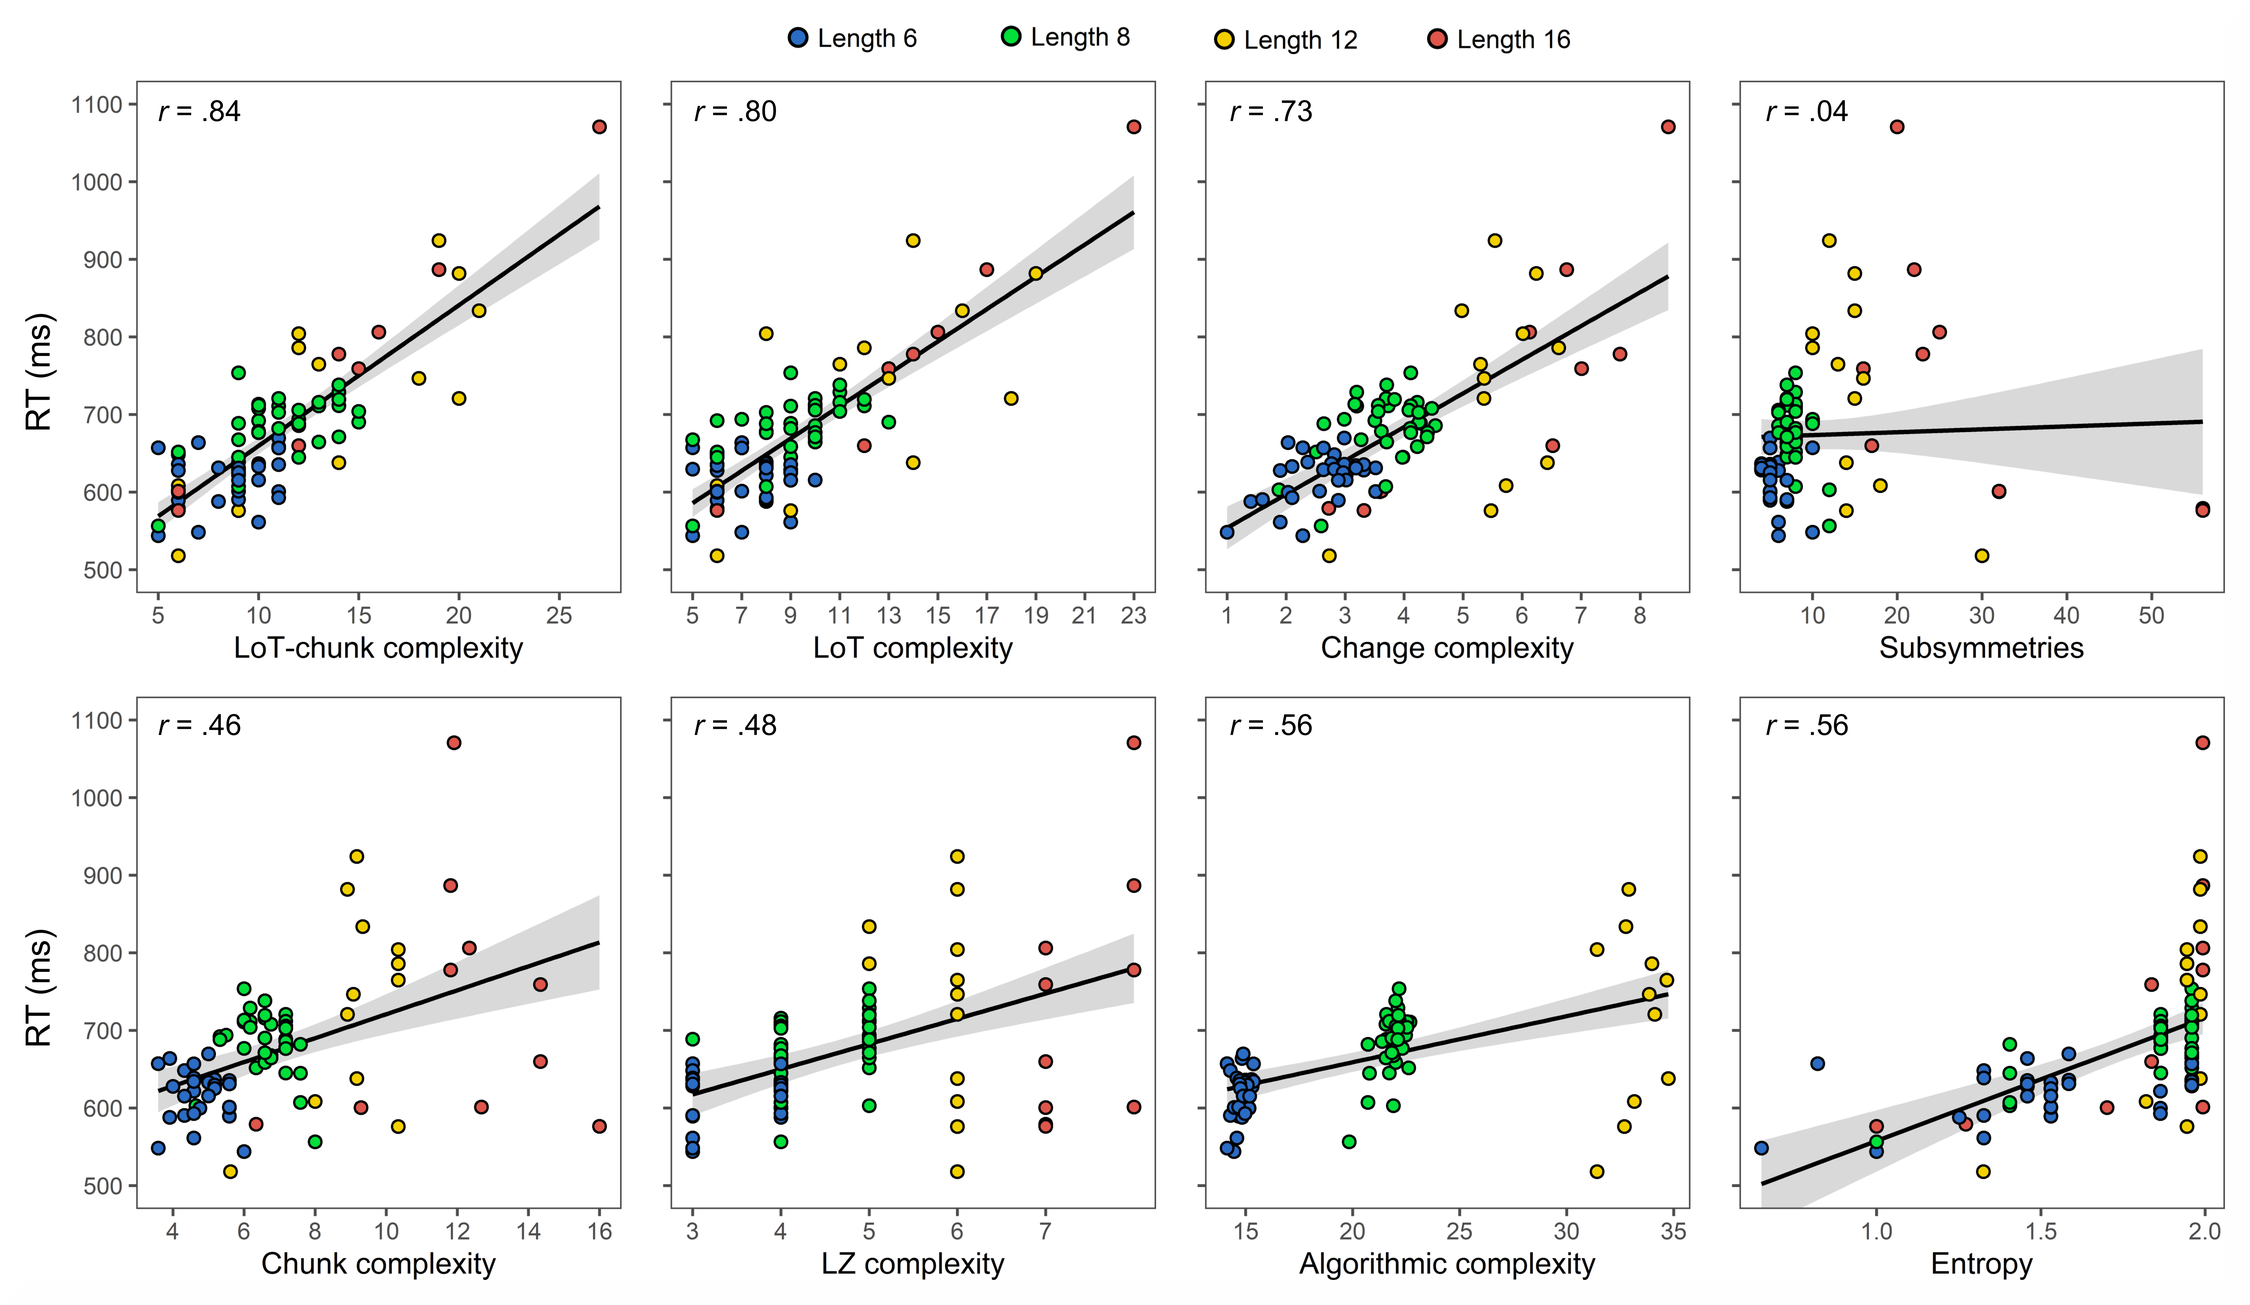 Length 6 Length 8 Length 12 Length 16
r = .84 r = .80 r = .73 r = .04
1100
1000
900
800
700
600
500
RT (ms)
5 10 15 20 25 5 7 9 11 13 15 17 19 21 23 1 2 3 4 5 6 7 8 10 20 30 40 50
LoT-chunk complexity LoT complexity Change complexity Subsymmetries
r = .46 r = .48 r = .56 r = .56
1100
1000
900
800
700
600
500
RT (ms)
4 6 8 10 12 14 16 3 4 5 6 7 15 20 25 30 35 1.0 1.5 2.0
Chunk complexity LZ complexity Algorithmic complexity Entropy